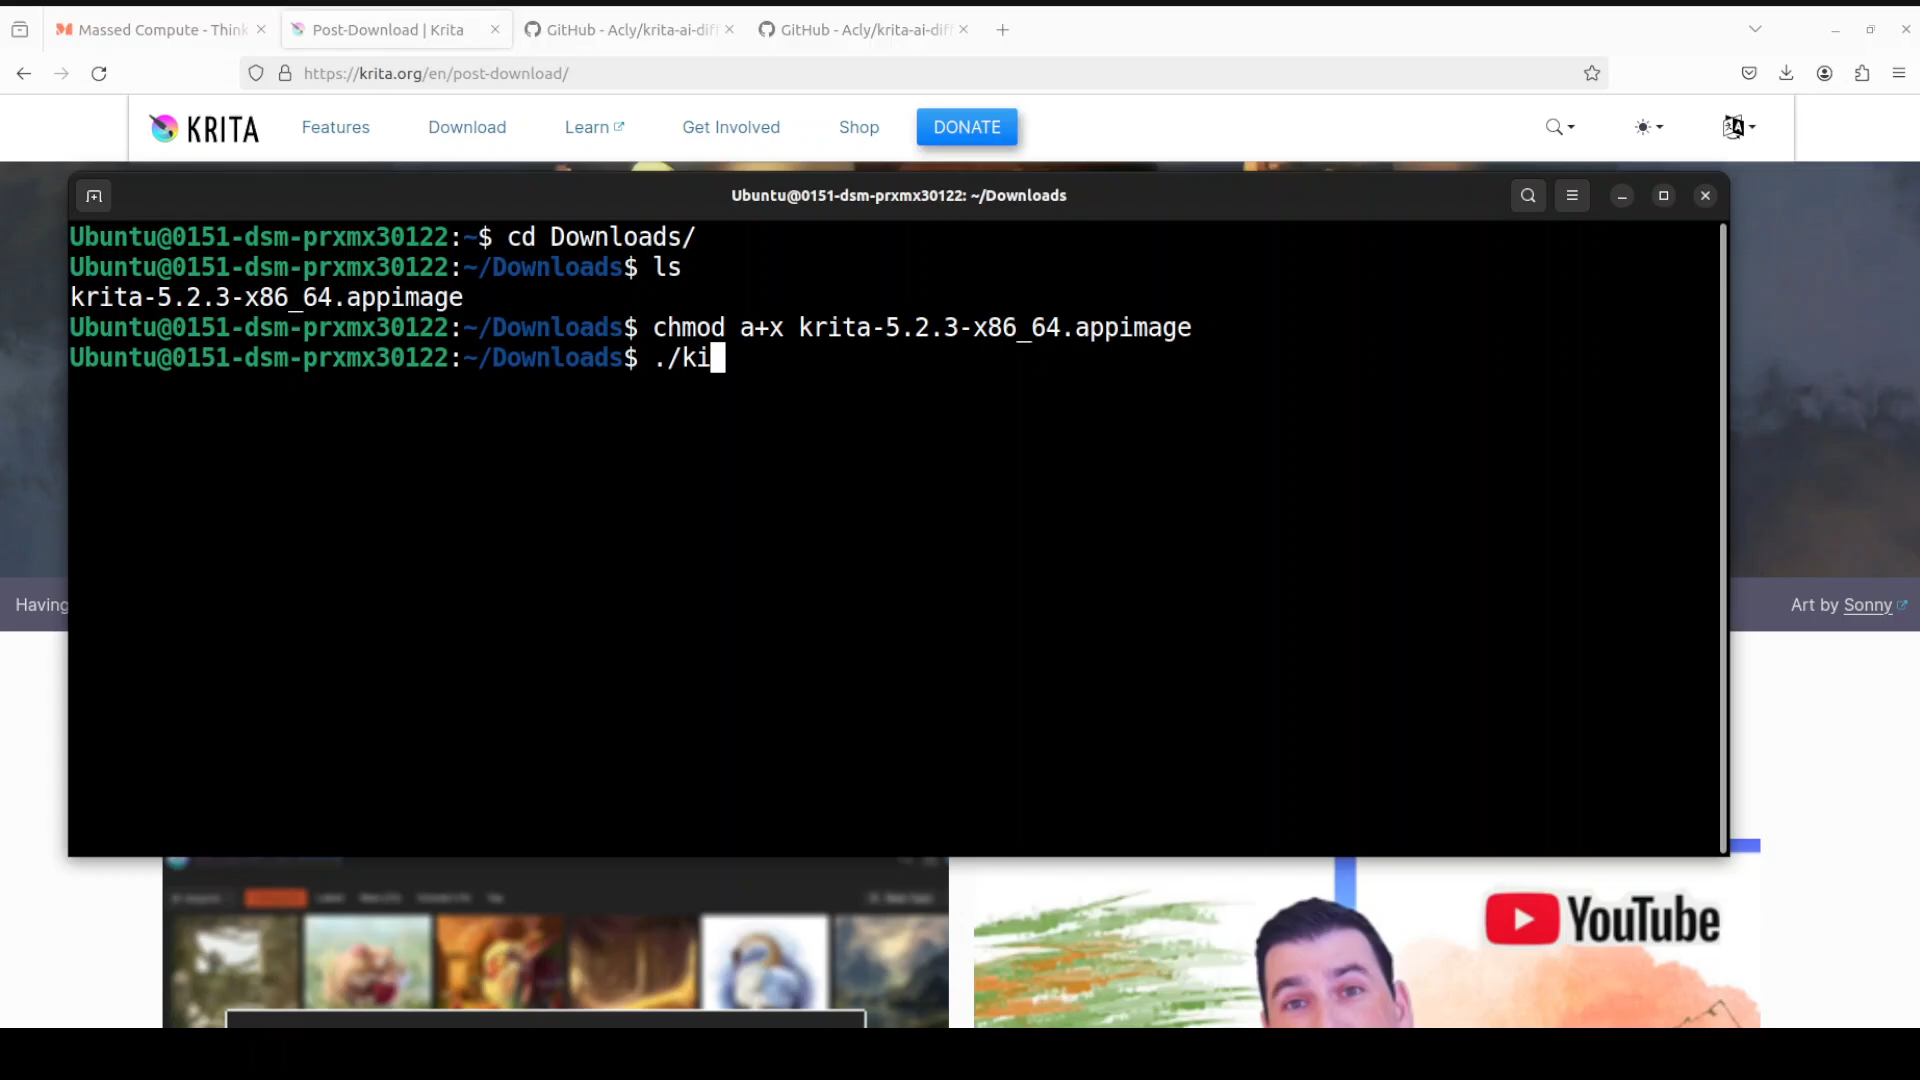 Massed Compute - Think
Post-Download | Krita
GitHub - Acly/krita-ai-diff
GitHub - Acly/krita-ai-diff
https://krita.org/en/post-download/
KRITA
Features
Download
Learn
Get Involved
Shop
DONATE
Ubuntu@0151-dsm-prxmx30122: ~/Downloads
Ubuntu@0151-dsm-prxmx30122:~$ cd Downloads/
Ubuntu@0151-dsm-prxmx30122:~/Downloads$ ls
krita-5.2.3-x86_64.appimage
Ubuntu@0151-dsm-prxmx30122:~/Downloads$ chmod a+x krita-5.2.3-x86_64.appimage
Ubuntu@0151-dsm-prxmx30122:~/Downloads$ ./ki
Having
Art by Sonny
YouTube